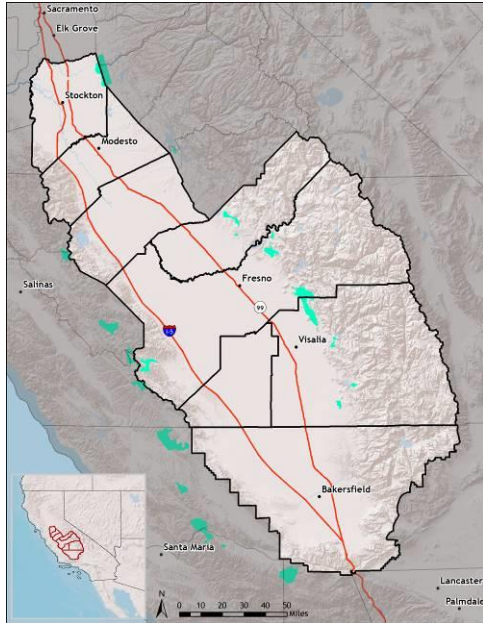 Sacramento
Elk Grove
Stockton
Modesto
Salinas
Fresno
99
Visalia
Bakersfield
Santa Maria
Lancaster
Palmdale
N
0 10 20 30 40 50
Miles